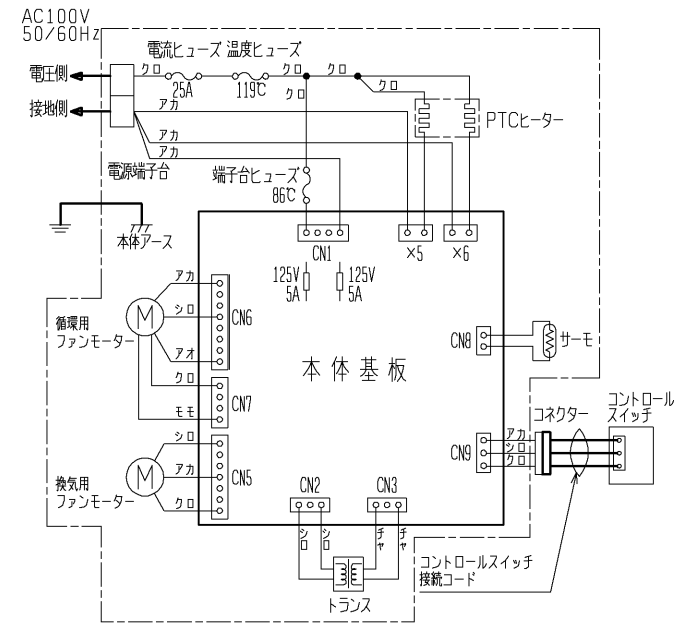 AC100V
50/60Hz
電流ヒューズ 温度ヒューズ
電圧側
クロ
クロ
クロ
クロ
25A
119℃
クロ
接地側
アカ
PTCヒーター
アカ
アカ
電源端子台
端子台ヒューズ
86℃
本体アース
CN1
×5
×6
125V
5A
125V
5A
アカ
シロ
CN6
循環用
ファンモーター
アオ
CN8
サーモ
本体基板
クロ
CN7
モモ
コネクター
コントロール
スイッチ
シロ
アカ
シロ
クロ
CN9
アカ
CN5
換気用
ファンモーター
クロ
CN2
CN3
シロ
シロ
チャ
チャ
コントロールスイッチ
接続コード
トランス